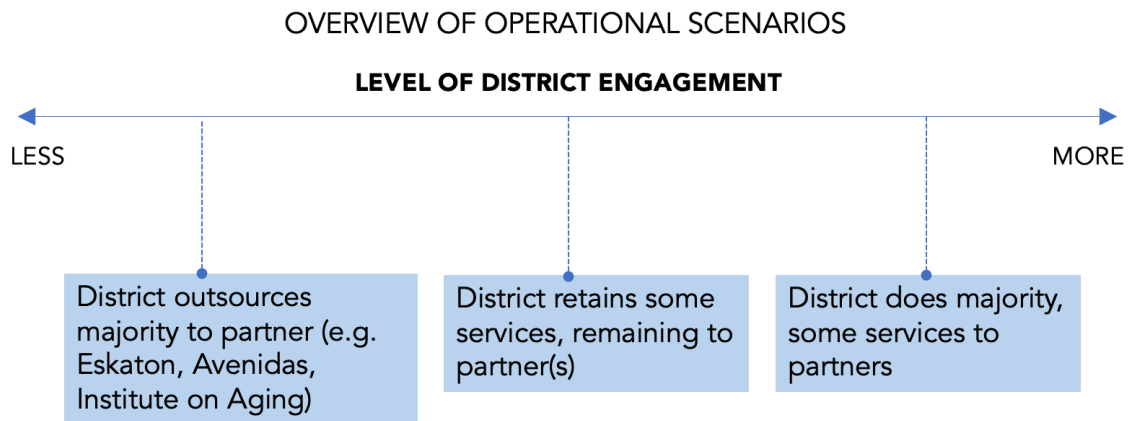 OVERVIEW OF OPERATIONAL SCENARIOS
LEVEL OF DISTRICT ENGAGEMENT
LESS
MORE
District outsources
majority to partner (e.g.
Eskaton, Avenidas,
Institute on Aging)
District retains some
services, remaining to
partner(s)
District does majority,
some services to
partners